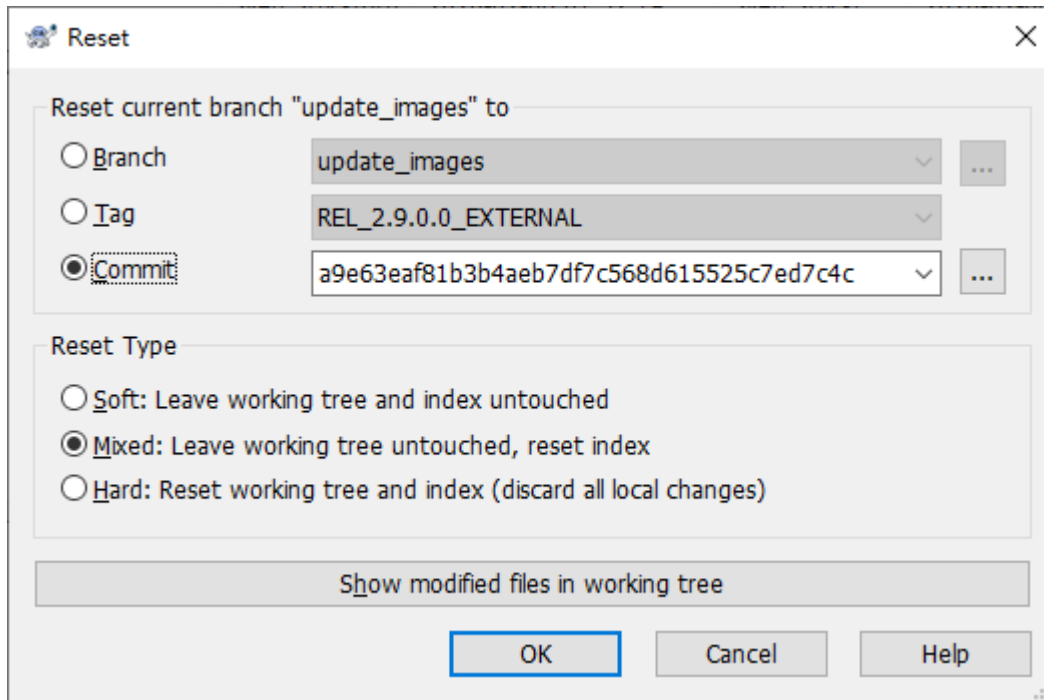 Reset
Reset current branch "update_images" to
Branch
update_images
...
Tag
REL_2.9.0.0_EXTERNAL
Commit
a9e63eaf81b3b4aeb7df7c568d615525c7ed7c4c
...
Reset Type
Soft: Leave working tree and index untouched
Mixed: Leave working tree untouched, reset index
Hard: Reset working tree and index (discard all local changes)
Show modified files in working tree
OK
Cancel
Help